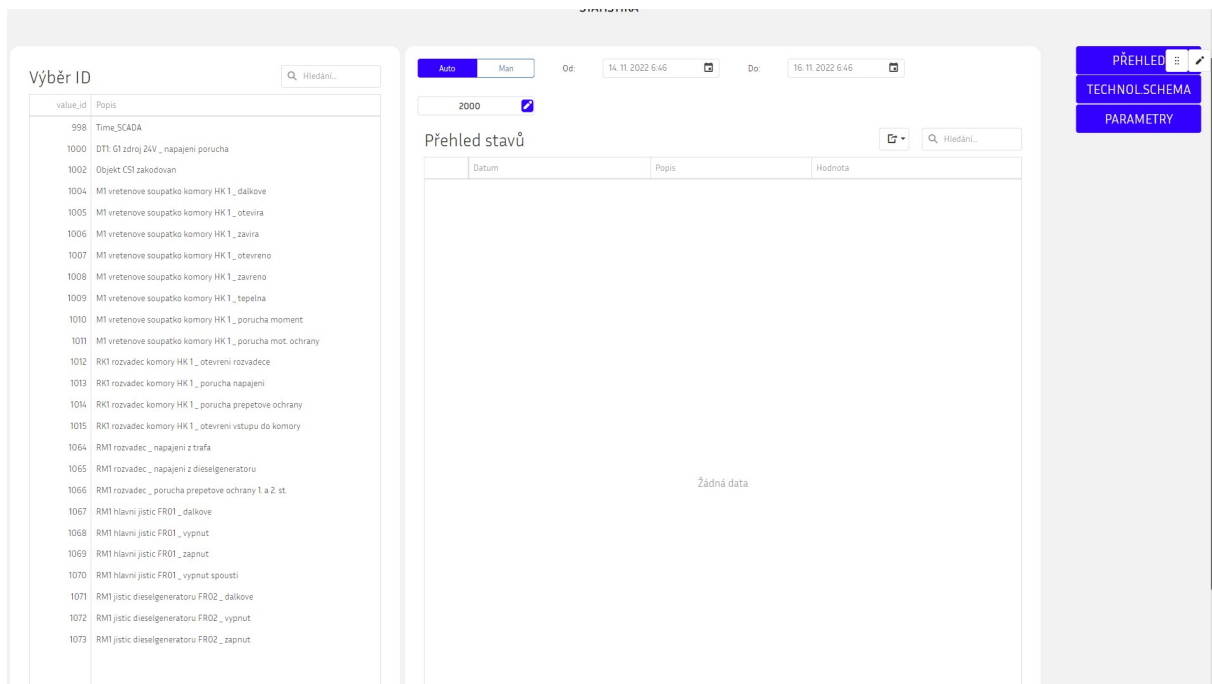 STATISTIKA
Výběr ID
Hledání...
value_id Popis
998 Time_SCADA
1000 DT1: G1 zdroj 24V _ napajeni porucha
1002 Objekt CS1 zakodovan
1004 M1 vretenove soupatko komory HK 1 _ dalkove
1005 M1 vretenove soupatko komory HK 1 _ otevira
1006 M1 vretenove soupatko komory HK 1 _ zavira
1007 M1 vretenove soupatko komory HK 1 _ otevreno
1008 M1 vretenove soupatko komory HK 1 _ zavreno
1009 M1 vretenove soupatko komory HK 1 _ tepelna
1010 M1 vretenove soupatko komory HK 1 _ porucha moment
1011 M1 vretenove soupatko komory HK 1 _ porucha mot. ochrany
1012 RK1 rozvadec komory HK 1 _ otevreni rozvadece
1013 RK1 rozvadec komory HK 1 _ porucha napajeni
1014 RK1 rozvadec komory HK 1 _ porucha prepetove ochrany
1015 RK1 rozvadec komory HK 1 _ otevreni vstupu do komory
1064 RM1 rozvadec _ napajeni z trafa
1065 RM1 rozvadec _ napajeni z dieselgeneratoru
1066 RM1 rozvadec _ porucha prepetove ochrany 1. a 2. st.
1067 RM1 hlavni jistic FR01 _ dalkove
1068 RM1 hlavni jistic FR01 _ vypnut
1069 RM1 hlavni jistic FR01 _ zapnut
1070 RM1 hlavni jistic FR01 _ vypnut spousti
1071 RM1 jistic dieselgeneratoru FR02 _ dalkove
1072 RM1 jistic dieselgeneratoru FR02 _ vypnut
1073 RM1 jistic dieselgeneratoru FR02 _ zapnut
Auto Man Od: 14. 11. 2022 6:46 Do: 16. 11. 2022 6:46
2000
Přehled stavů
Hledání...
Datum Popis Hodnota
Žádná data
PŘEHLED
TECHNOL.SCHEMA
PARAMETRY